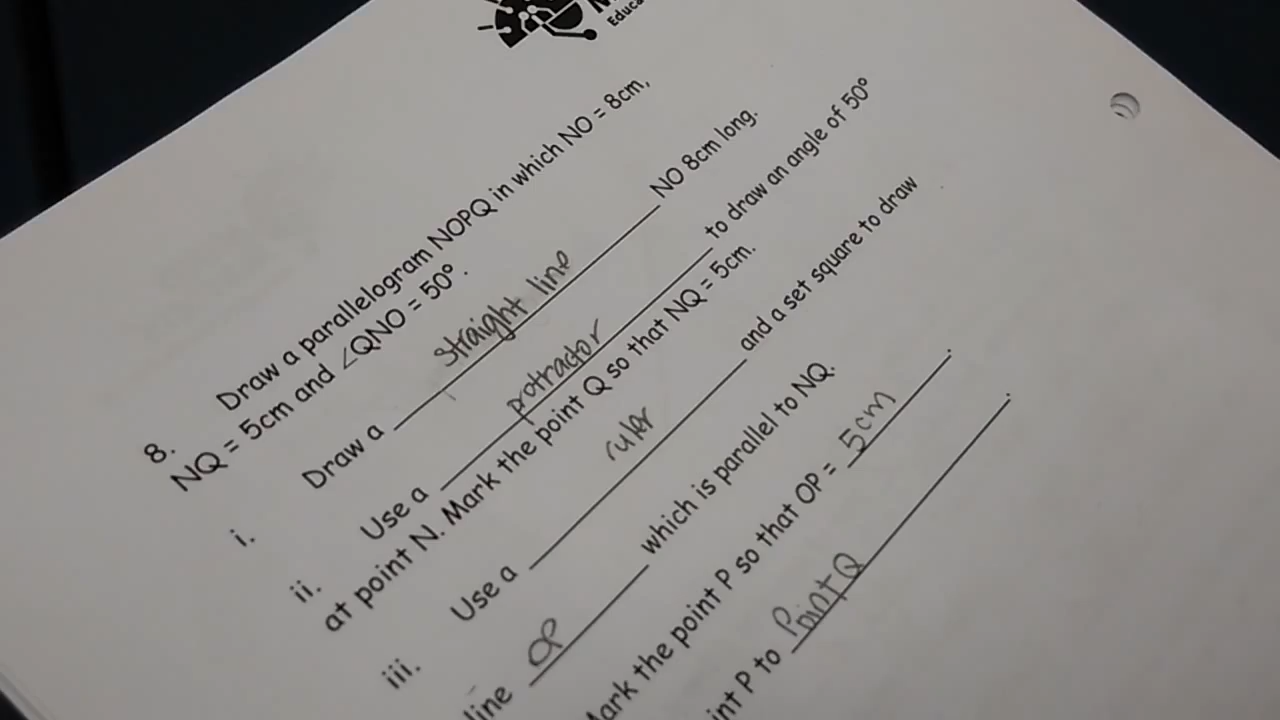 Educa
8. Draw a parallelogram NOPQ in which NO = 8cm,
NQ = 5cm and ∠QNO = 50°.
i. Draw a straight line NO 8cm long.
ii. Use a protractor to draw an angle of 50°
at point N. Mark the point Q so that NQ = 5cm.
iii. Use a ruler and a set square to draw
line OP which is parallel to NQ.
Mark the point P so that OP = 5cm.
int P to Point Q.